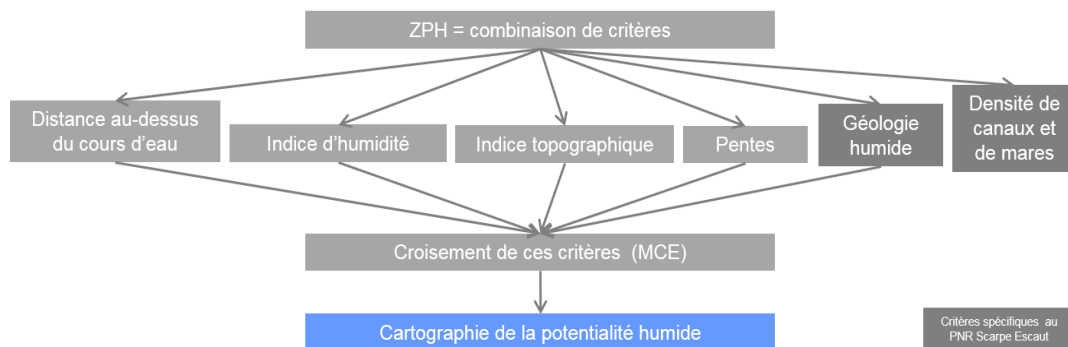 ZPH = combinaison de critères
Distance au-dessus
du cours d'eau
Indice d'humidité
Indice topographique
Pentes
Géologie
humide
Densité de
canaux et
de mares
Croisement de ces critères (MCE)
Cartographie de la potentialité humide
Critères spécifiques au
PNR Scarpe Escaut